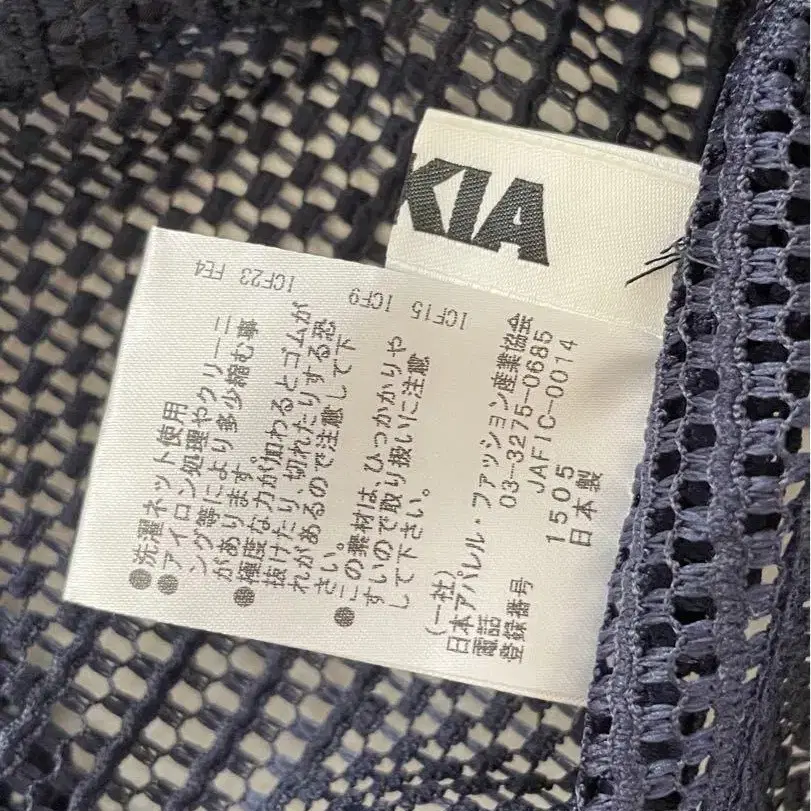 KIA
●洗濯ネット使用
●アイロン処理やクリーニ
ング等により多少縮む事
があります。
●極度な力が加わるとゴムが
抜けたり、切れたりする恐
れがあるので注意して下
さい。
●この素材は、ひっかかりや
すいので取り扱いに注意
して下さい。
(一社)
日本アパレル・ファッション産業協会
電話 03-3275-0685
登録番号 JAFIC-0014
1505
日本製
FE4 ICF23 ICF9 ICF15